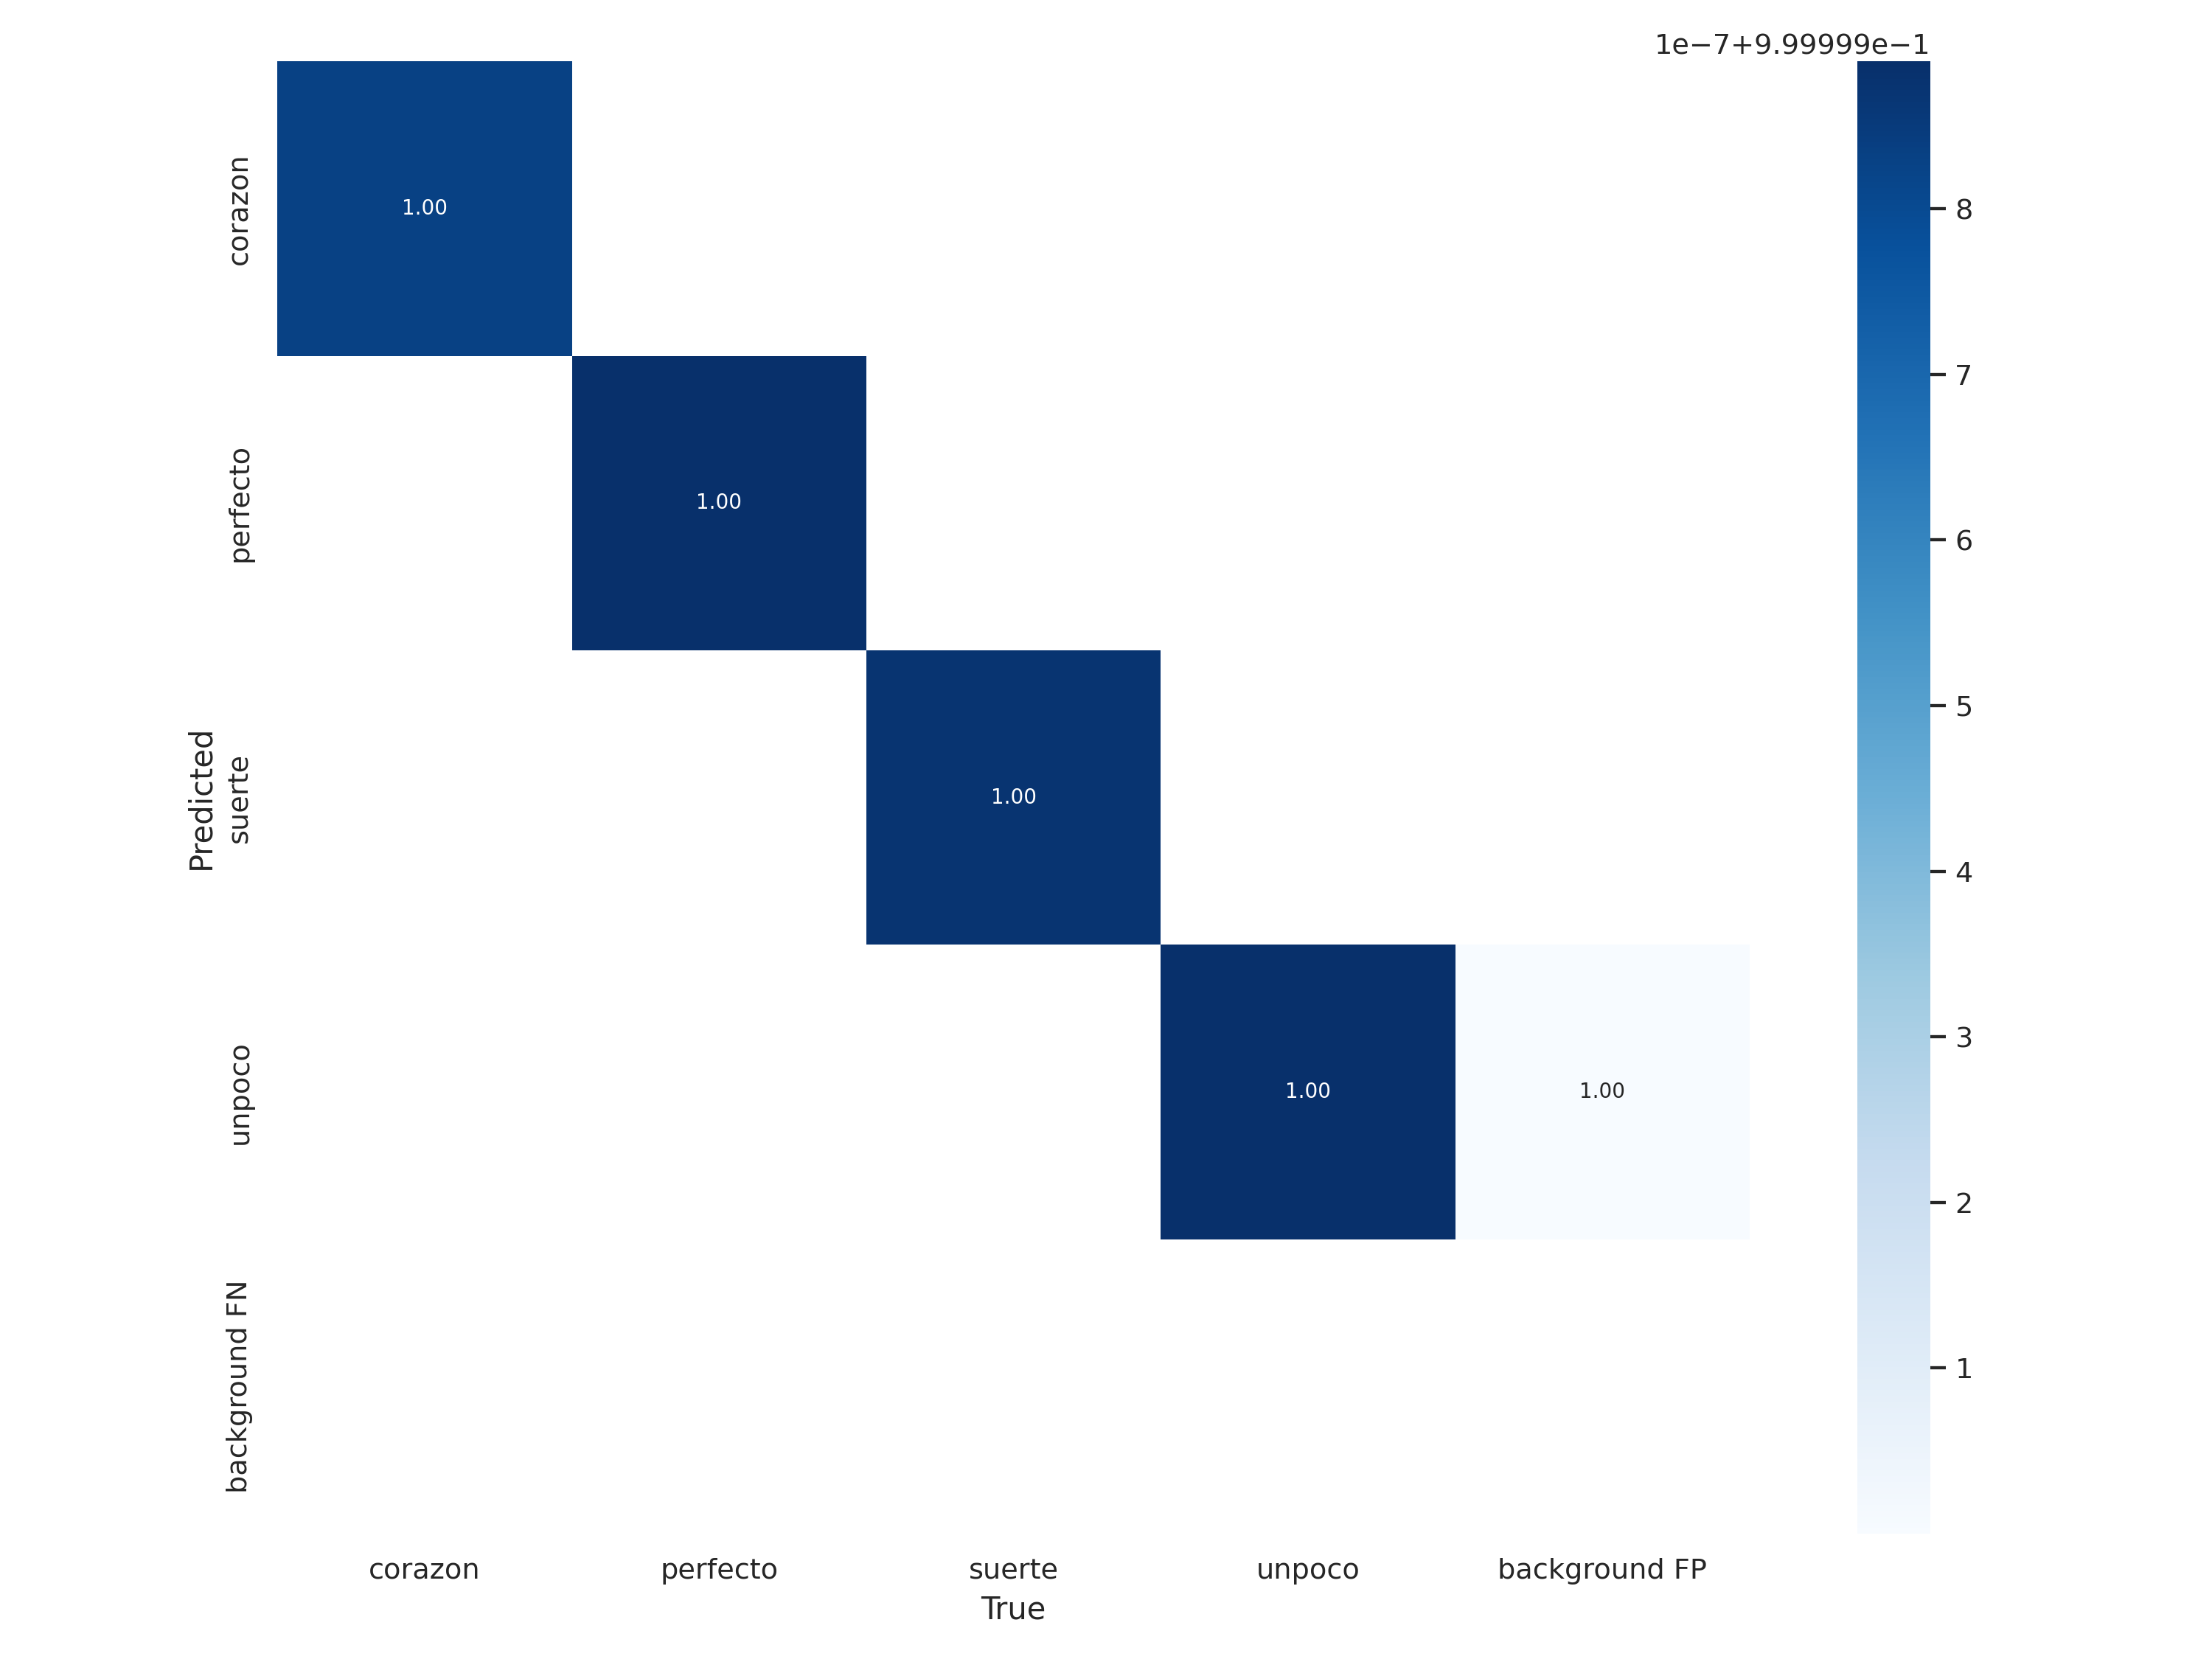 1e−7+9.99999e−1
corazon
1.00
8
7
perfecto
1.00
6
5
Predicted
suerte
1.00
4
3
unpoco
1.00
1.00
2
background FN
1
corazon perfecto suerte unpoco background FP
True